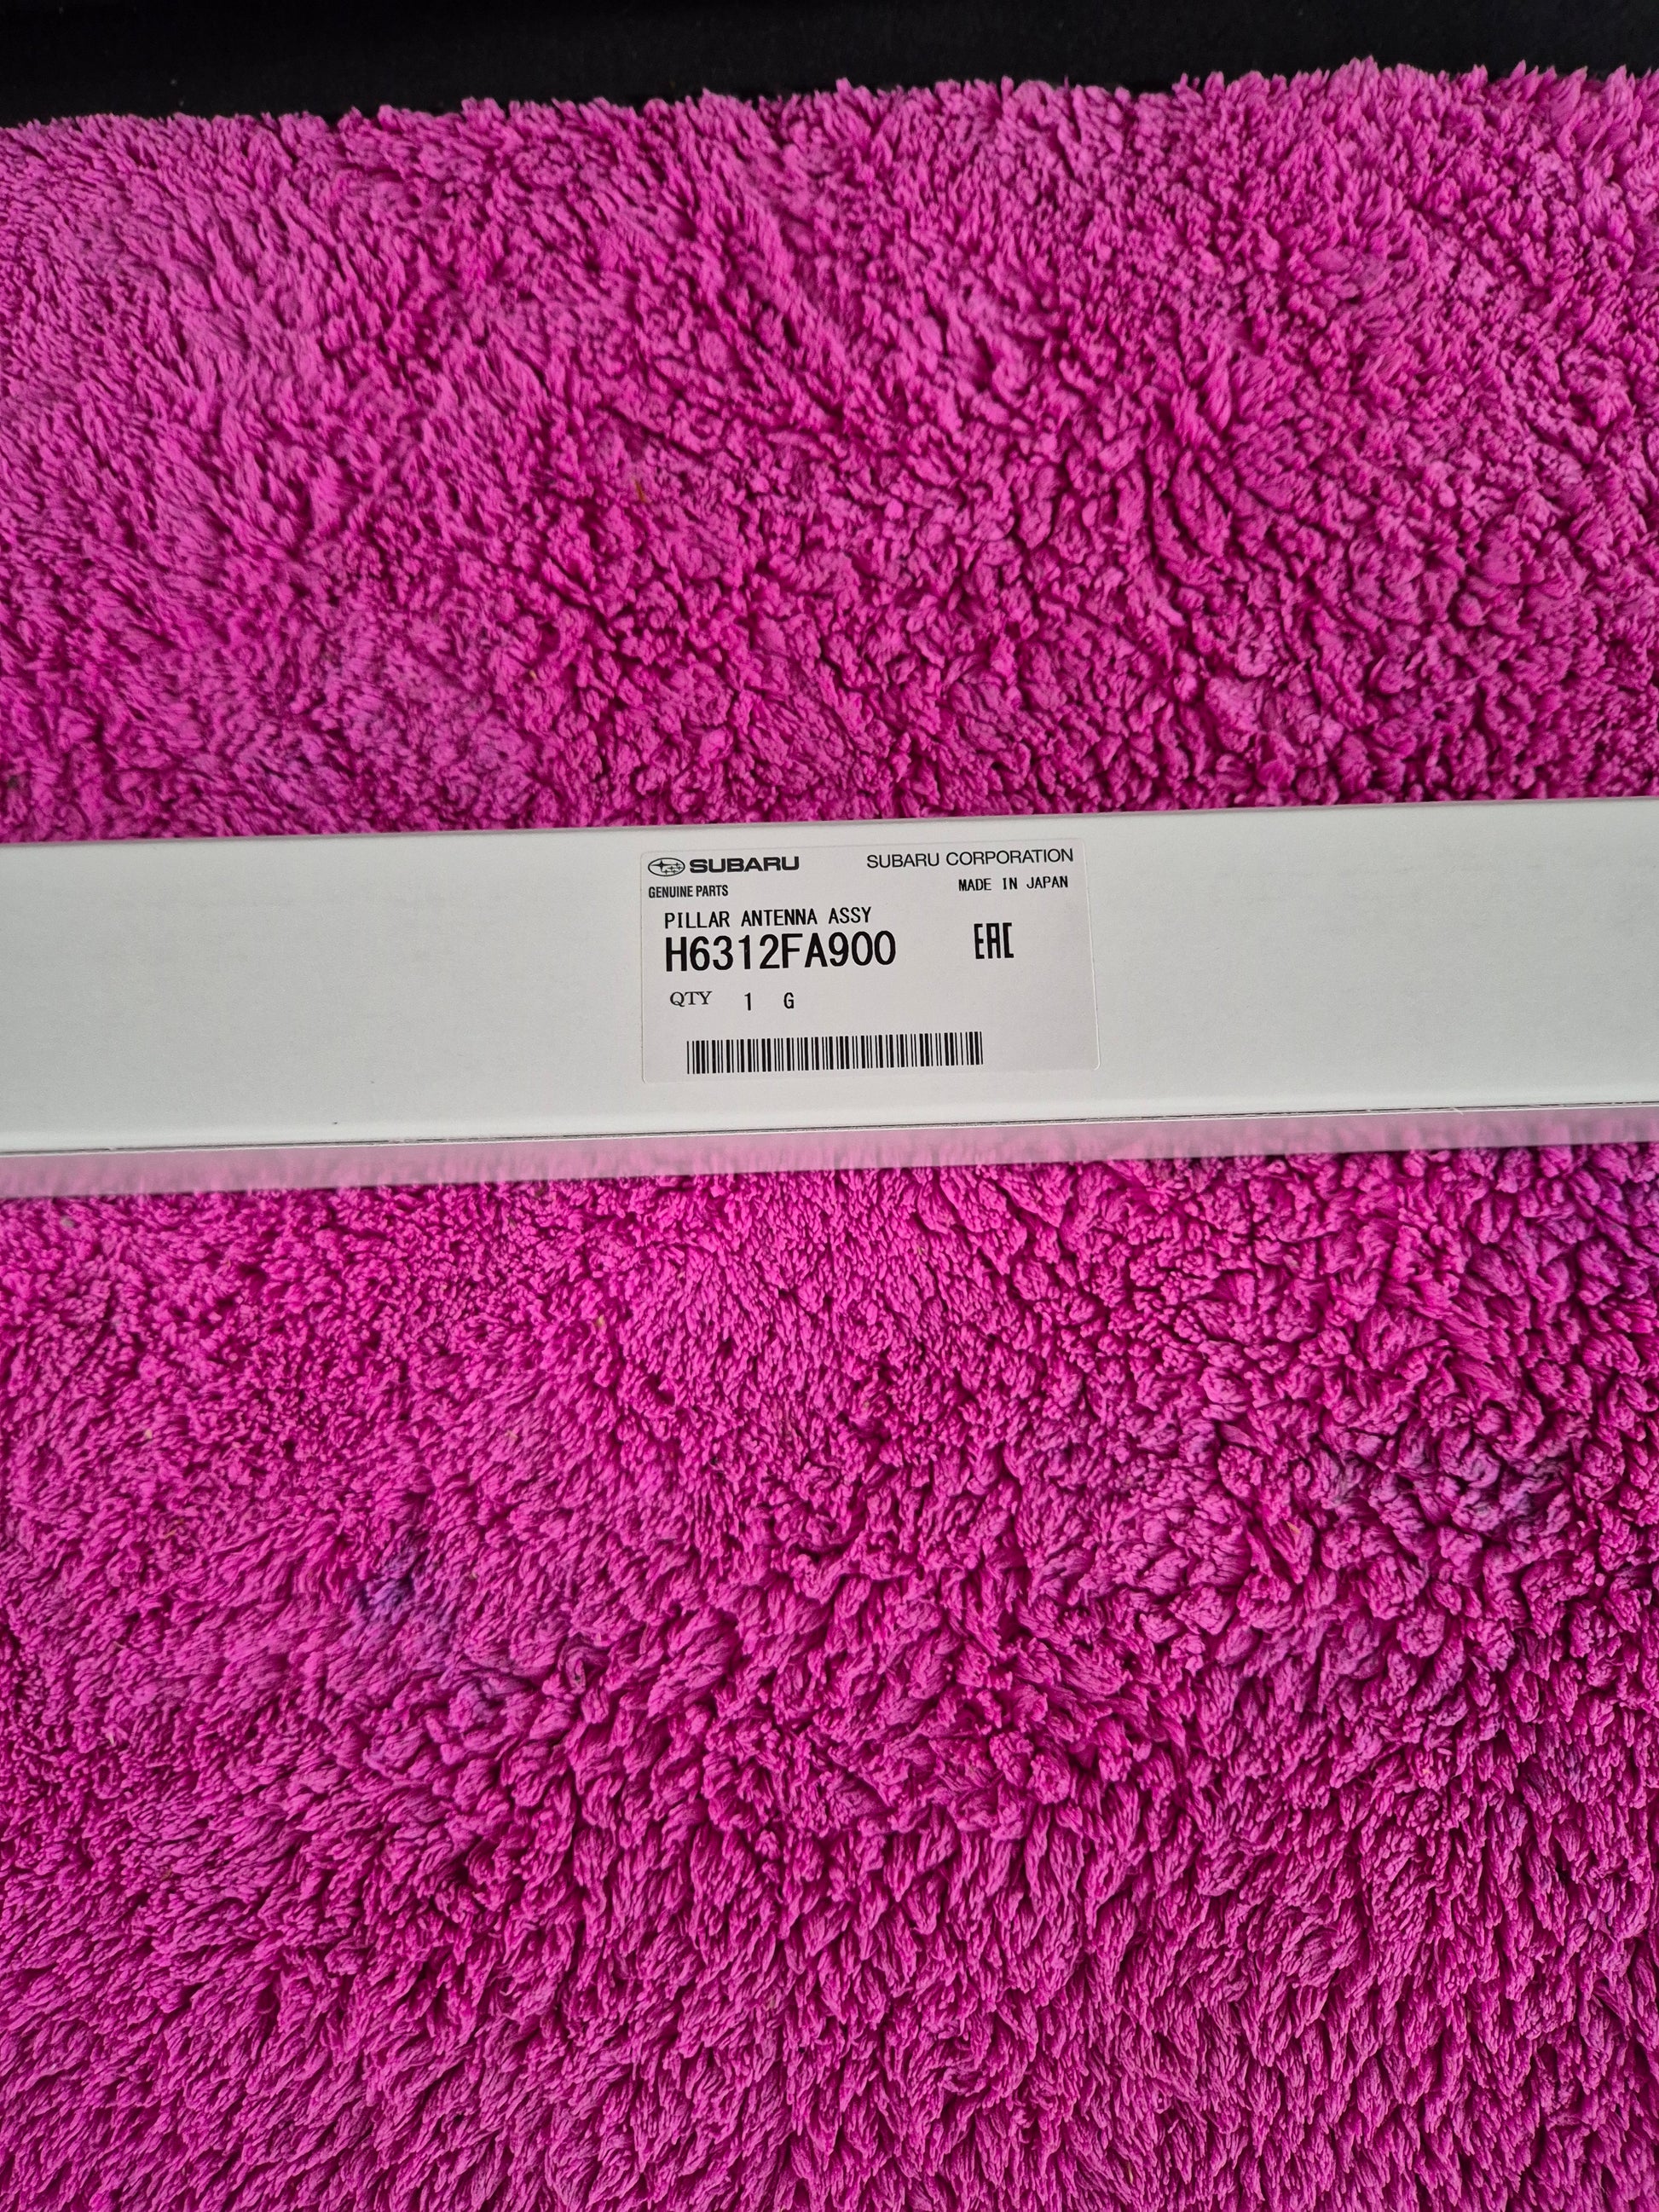 SUBARU SUBARU CORPORATION
GENUINE PARTS MADE IN JAPAN
PILLAR ANTENNA ASSY
H6312FA900 EAC
QTY 1 G